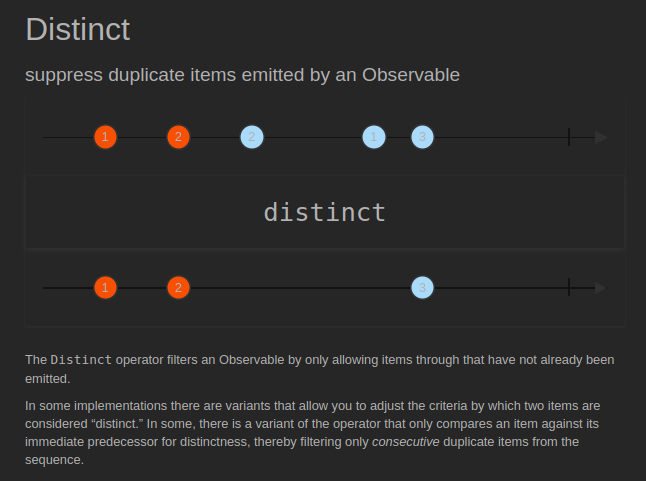 Distinct
suppress duplicate items emitted by an Observable
1 2 2 1 3
distinct
1 2 3
The Distinct operator filters an Observable by only allowing items through that have not already been
emitted.
In some implementations there are variants that allow you to adjust the criteria by which two items are
considered “distinct.” In some, there is a variant of the operator that only compares an item against its
immediate predecessor for distinctness, thereby filtering only consecutive duplicate items from the
sequence.